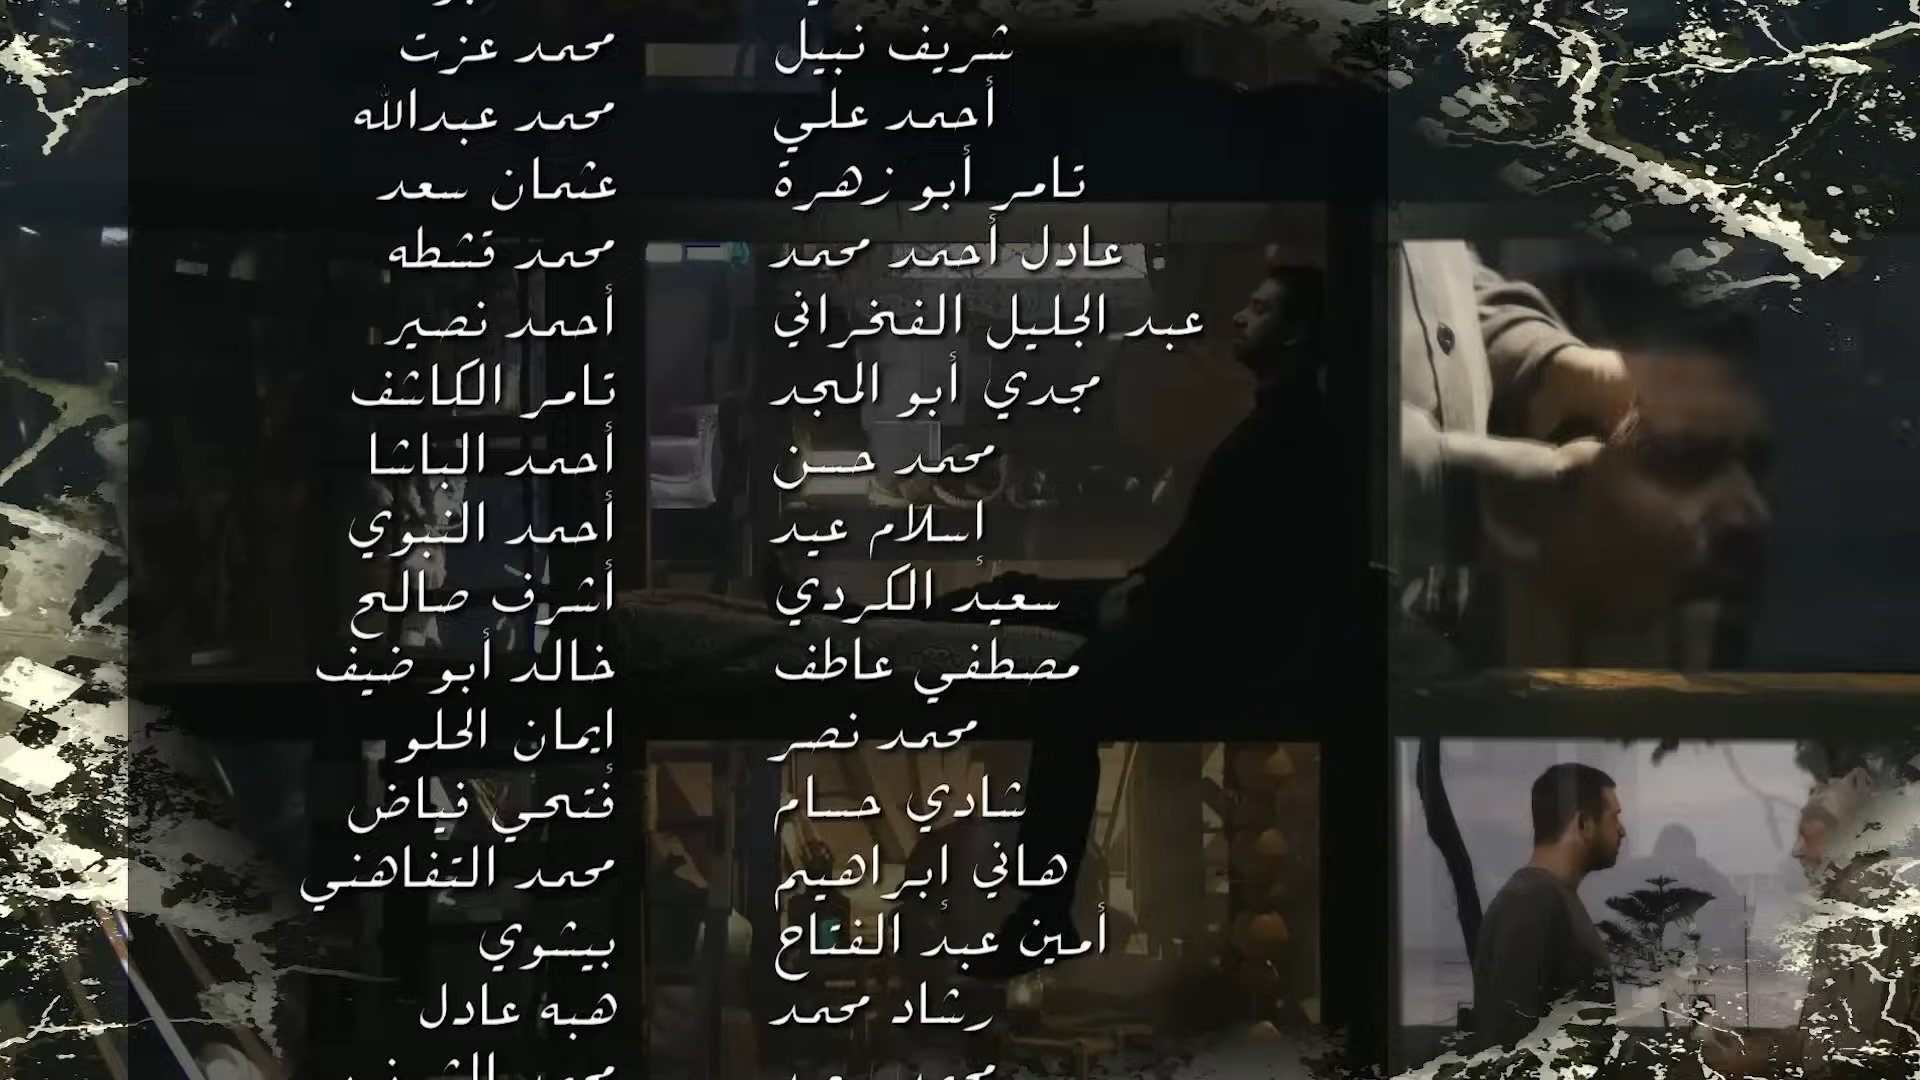 شريف نبيل
محمد عزت
أحمد علي
محمد عبدالله
تامر أبو زهرة
عثمان سعد
عادل أحمد محمد
محمد قشطه
عبد الجليل الفخراني
أحمد نصير
مجدي أبو المجد
تامر الكاشف
محمد حسن
أحمد الباشا
اسلام عيد
أحمد النبوي
سعيد الكردي
أشرف صالح
مصطفي عاطف
خالد أبو ضيف
محمد نصر
ايمان الحلو
شادي حسام
فتحي فياض
هاني ابراهيم
محمد التفاهني
أمين عبد الفتاح
بيشوي
رشاد محمد
هبه عادل